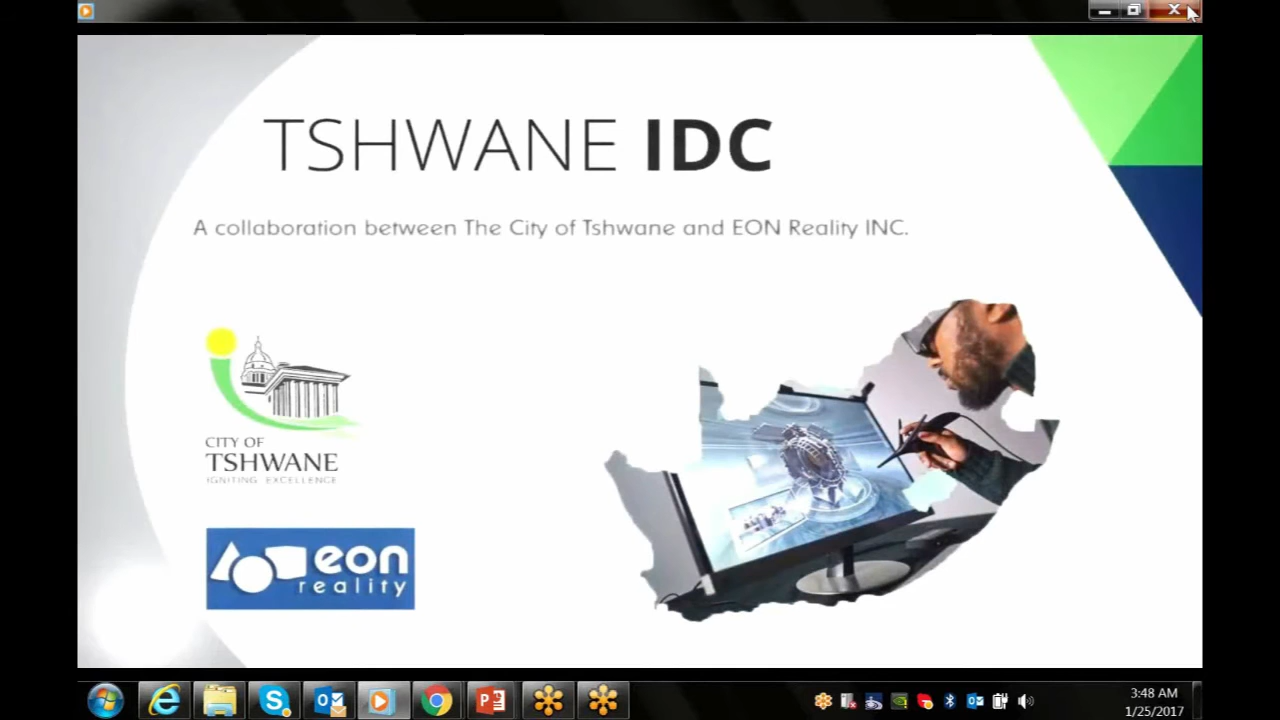 TSHWANE IDC
A collaboration between The City of Tshwane and EON Reality INC.
CITY OF
TSHWANE
IGNITING EXCELLENCE
eon
reality
3:48 AM
1/25/2017